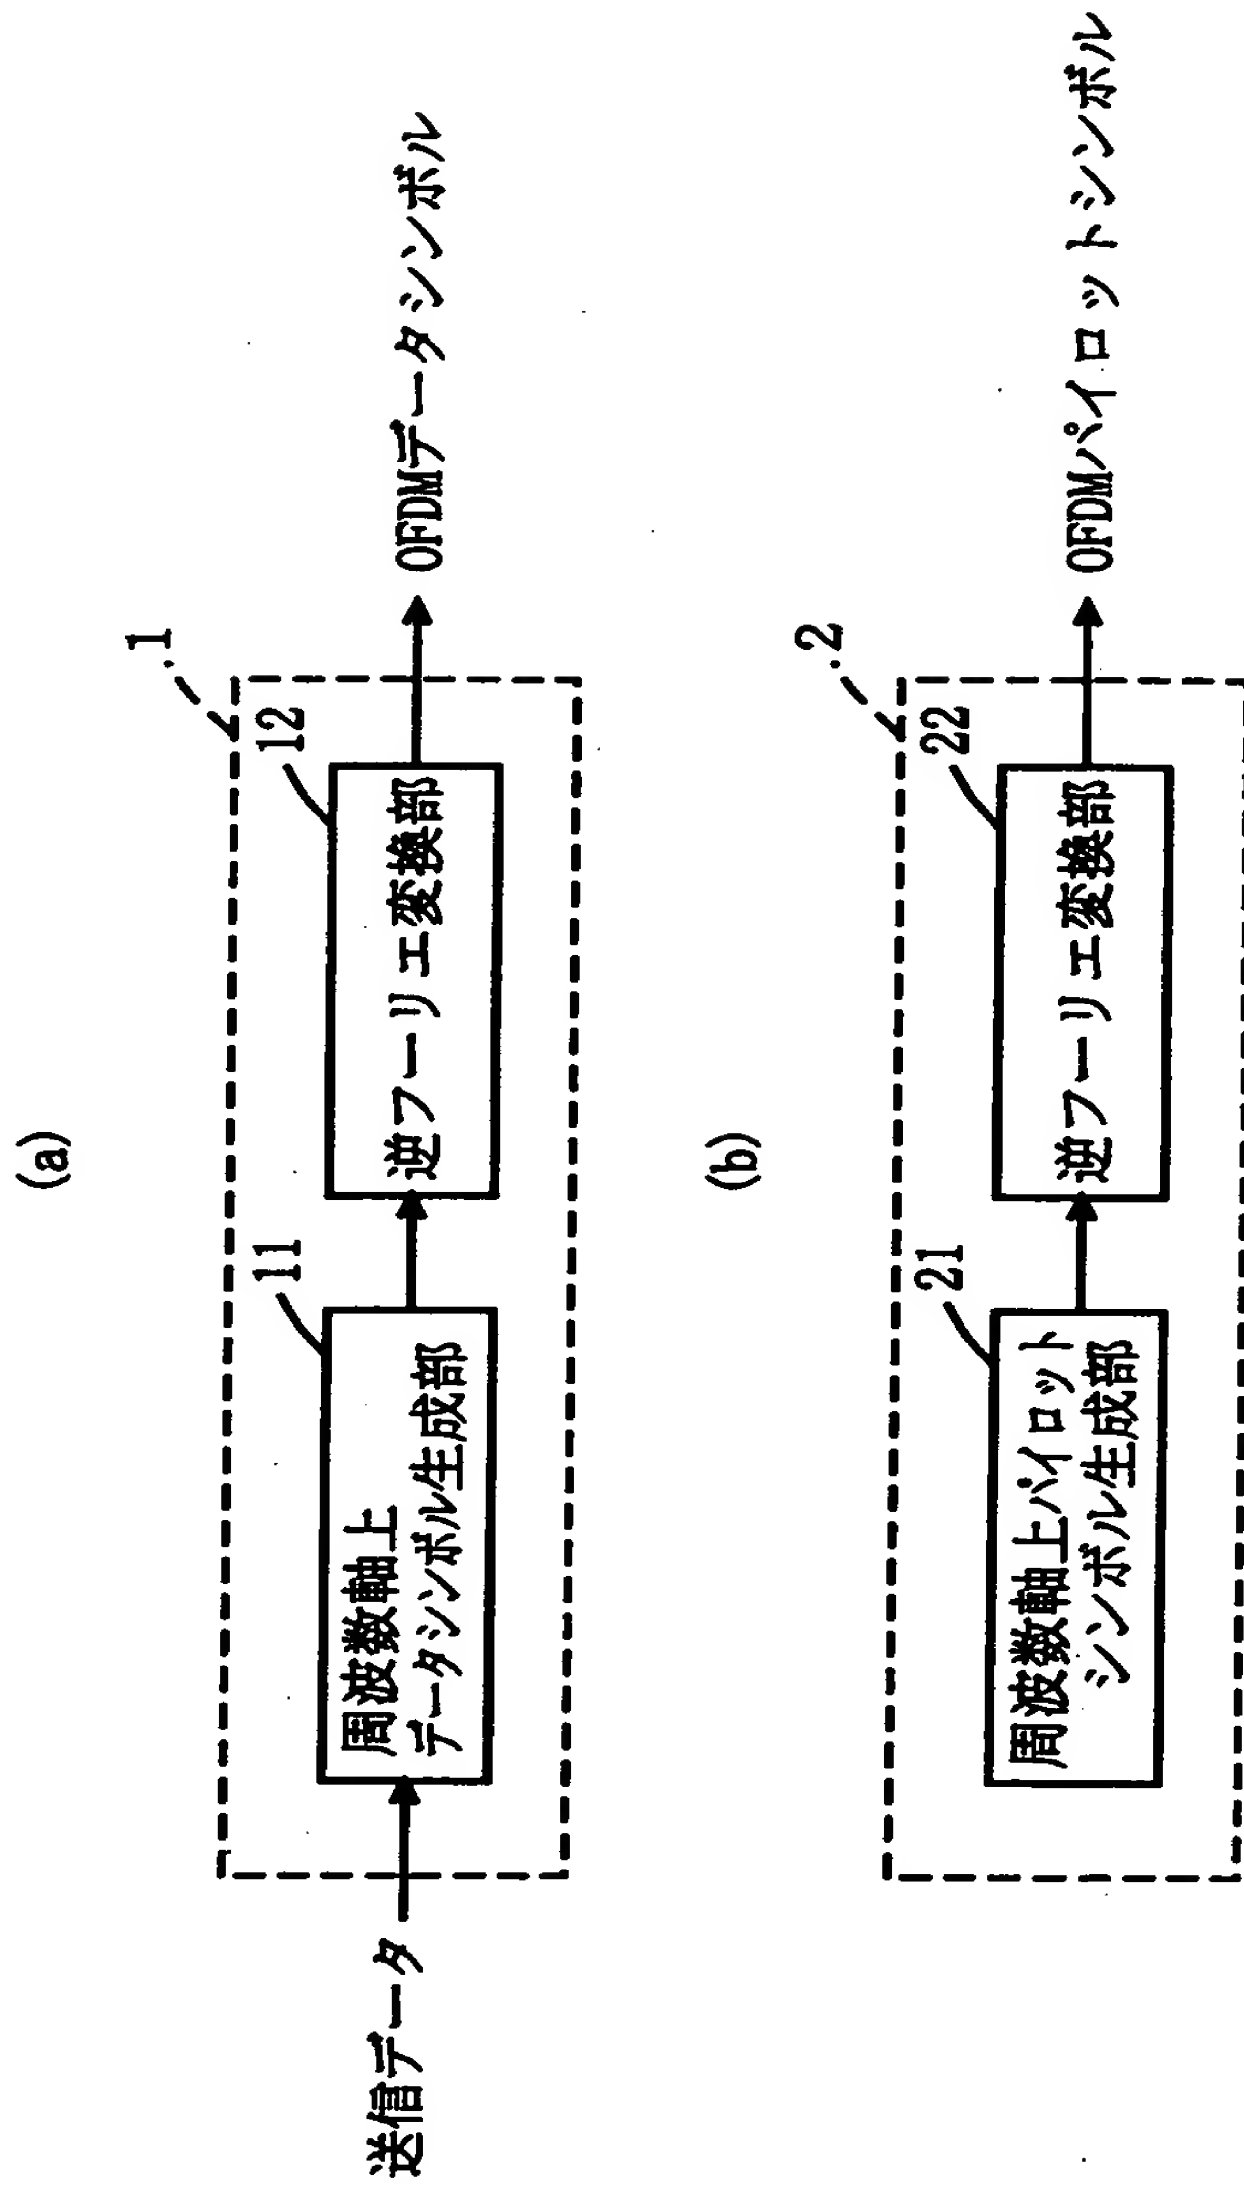 (a)
1
11
12
送信データ
周波数軸上
データシンボル生成部
逆フーリエ変換部
OFDMデータシンボル
(b)
2
21
22
周波数軸上パイロット
シンボル生成部
逆フーリエ変換部
OFDMパイロットシンボル